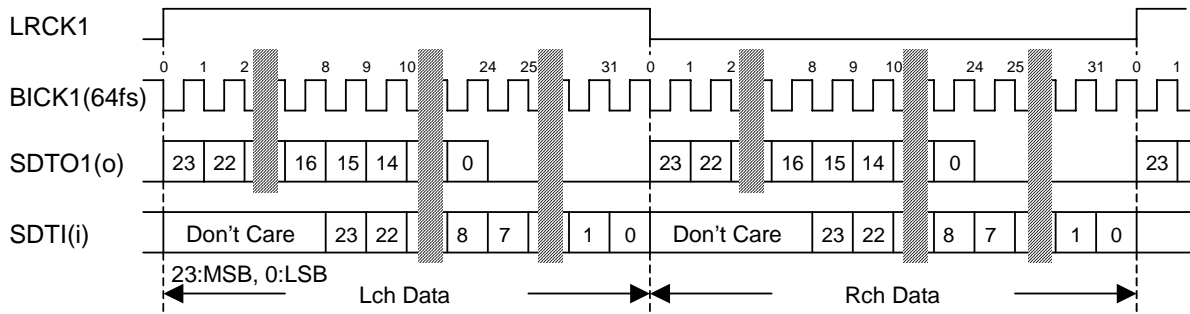 LRCK1
0 1 2 8 9 10 24 25 31 0 1 2 8 9 10 24 25 31 0 1
BICK1(64fs)
SDTO1(o) 23 22 16 15 14 0 23 22 16 15 14 0 23
SDTI(i) Don't Care 23 22 8 7 1 0 Don't Care 23 22 8 7 1 0
23:MSB, 0:LSB
Lch Data Rch Data